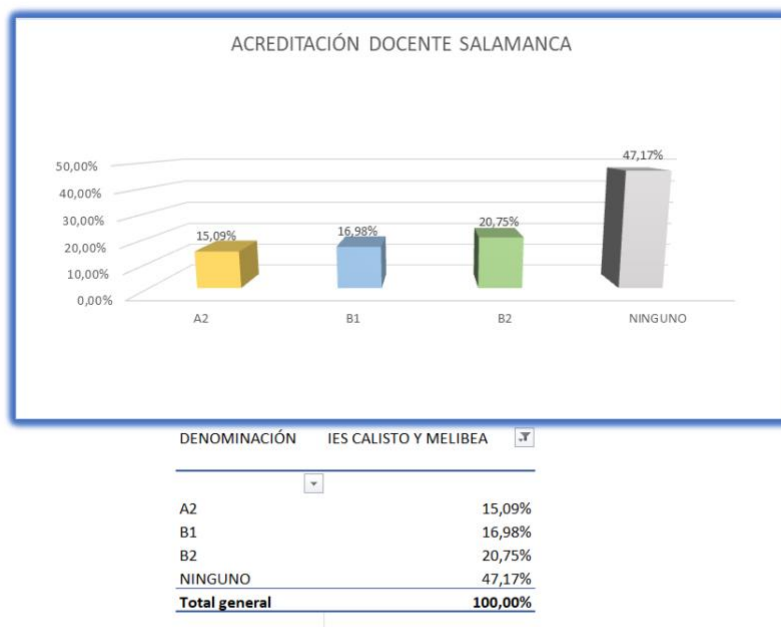 ACREDITACIÓN DOCENTE SALAMANCA
50,00%
40,00%
30,00%
20,00%
10,00%
0,00%
15,09%
16,98%
20,75%
47,17%
A2 B1 B2 NINGUNO
DENOMINACIÓN IES CALISTO Y MELIBEA
A2 15,09%
B1 16,98%
B2 20,75%
NINGUNO 47,17%
Total general 100,00%